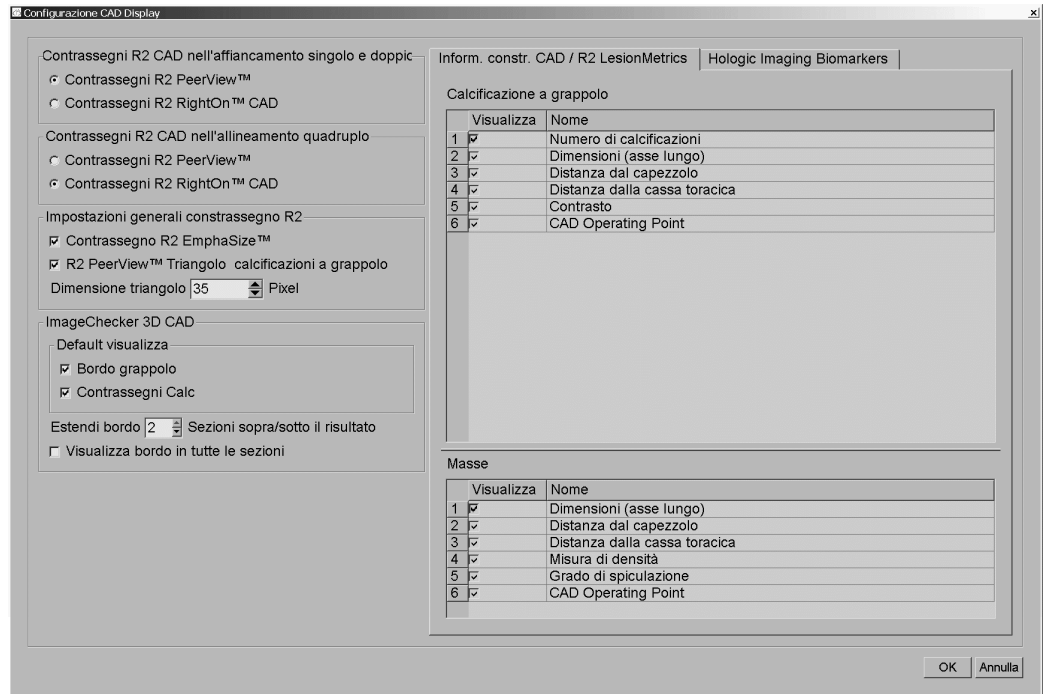 Configurazione CAD Display
Contrassegni R2 CAD nell'affiancamento singolo e doppio
Contrassegni R2 PeerView™
Contrassegni R2 RightOn™ CAD
Contrassegni R2 CAD nell'allineamento quadruplo
Contrassegni R2 PeerView™
Contrassegni R2 RightOn™ CAD
Impostazioni generali constrassegno R2
Contrassegno R2 EmphaSize™
R2 PeerView™ Triangolo calcificazioni a grappolo
Dimensione triangolo 35 Pixel
ImageChecker 3D CAD
Default visualizza
Bordo grappolo
Contrassegni Calc
Estendi bordo 2 Sezioni sopra/sotto il risultato
Visualizza bordo in tutte le sezioni
Inform. constr. CAD / R2 LesionMetrics
Hologic Imaging Biomarkers
Calcificazione a grappolo
Visualizza Nome
1 Numero di calcificazioni
2 Dimensioni (asse lungo)
3 Distanza dal capezzolo
4 Distanza dalla cassa toracica
5 Contrasto
6 CAD Operating Point
Masse
Visualizza Nome
1 Dimensioni (asse lungo)
2 Distanza dal capezzolo
3 Distanza dalla cassa toracica
4 Misura di densità
5 Grado di spiculazione
6 CAD Operating Point
OK Annulla